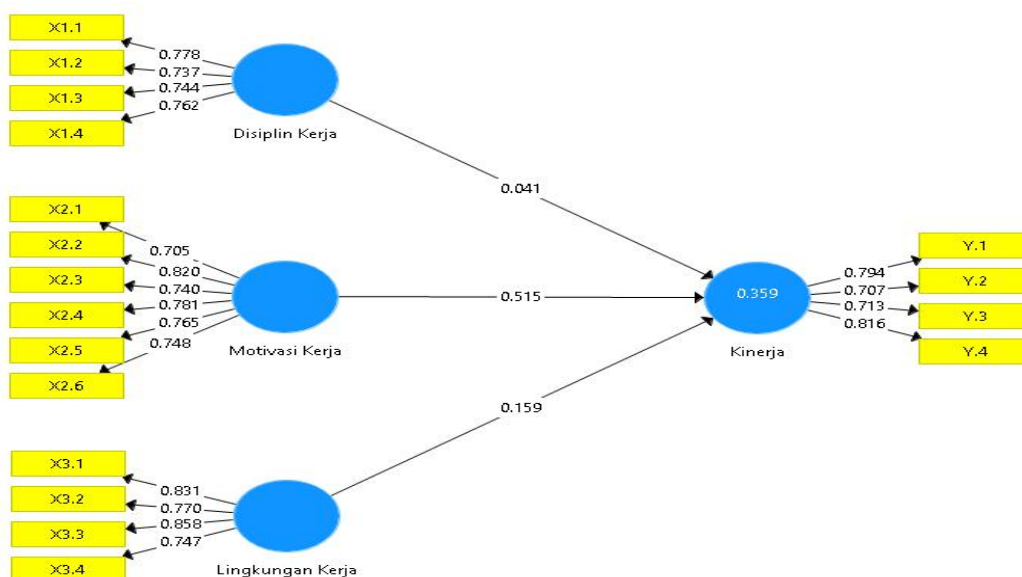 X1.1
X1.2
X1.3
X1.4
0.778
0.737
0.744
0.762
Disiplin Kerja
0.041
X2.1
X2.2
X2.3
X2.4
X2.5
X2.6
0.705
0.820
0.740
0.781
0.765
0.748
Motivasi Kerja
0.515
X3.1
X3.2
X3.3
X3.4
0.831
0.770
0.858
0.747
Lingkungan Kerja
0.159
0.359
Kinerja
0.794
0.707
0.713
0.816
Y.1
Y.2
Y.3
Y.4